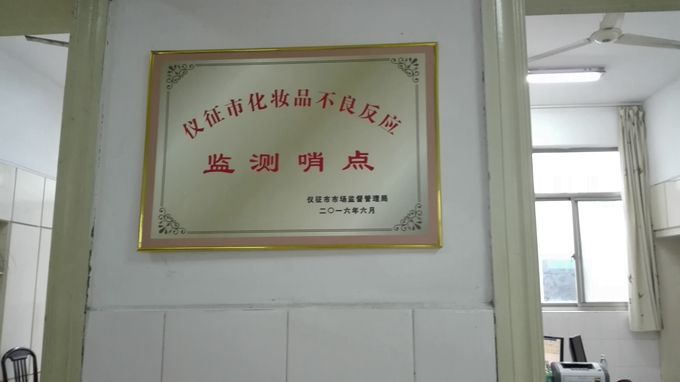 仪征市化妆品不良反应
监测哨点
仪征市市场监督管理局
二〇一六年六月